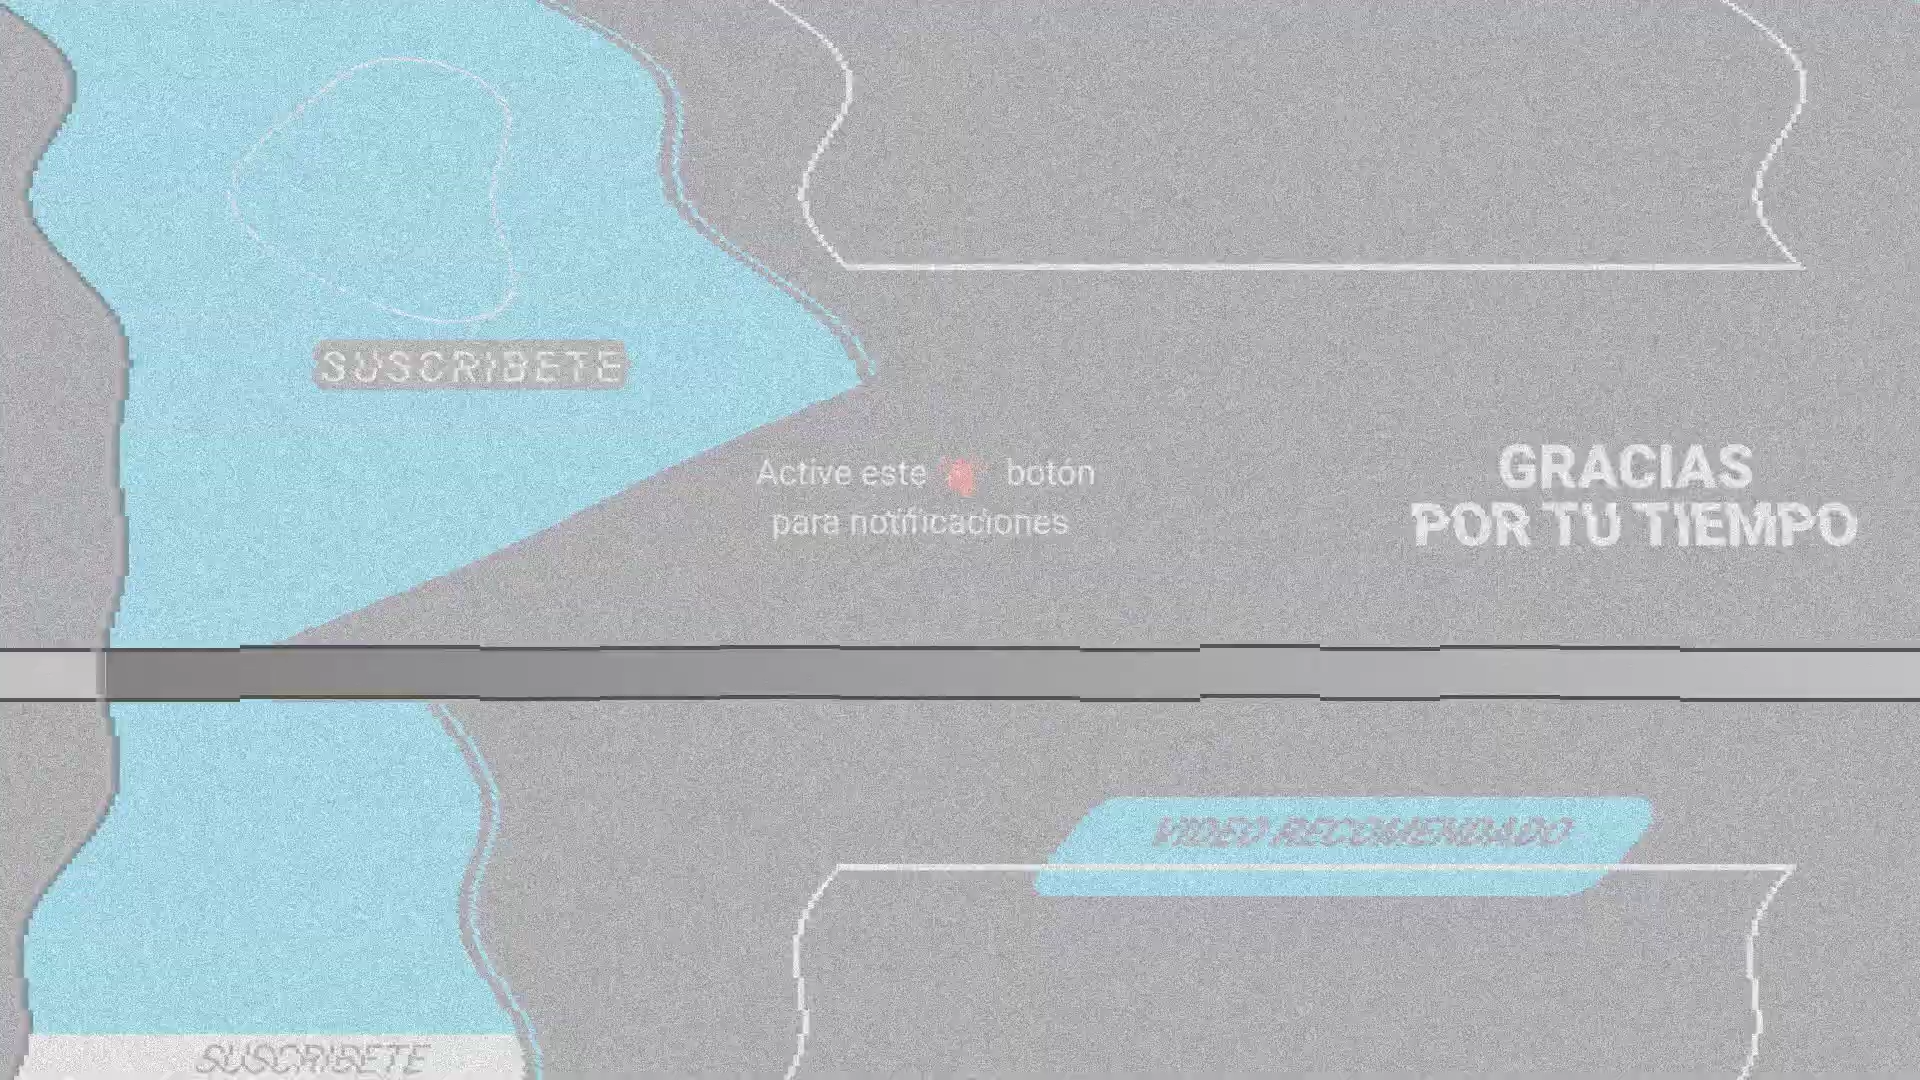 SUSCRIBETE
Active este botón
para notificaciones
GRACIAS
POR TU TIEMPO
VIDEO RECOMENDADO
SUSCRIBETE